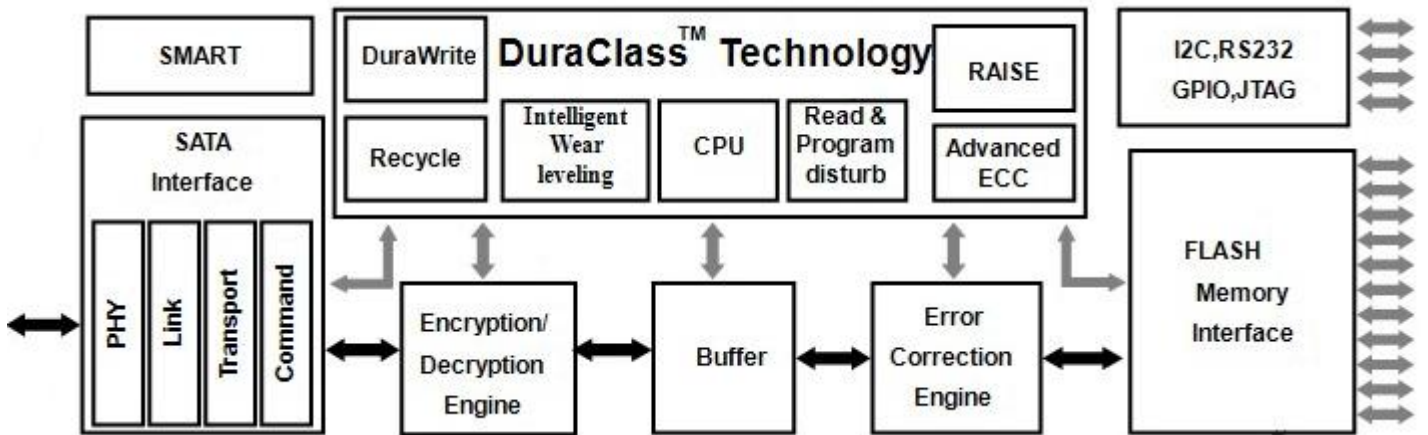 SMART
SATA
Interface
PHY
Link
Transport
Command
DuraClass™ Technology
DuraWrite
Recycle
Intelligent
Wear
leveling
CPU
Read &
Program
disturb
RAISE
Advanced
ECC
I2C,RS232
GPIO,JTAG
Encryption/
Decryption
Engine
Buffer
Error
Correction
Engine
FLASH
Memory
Interface